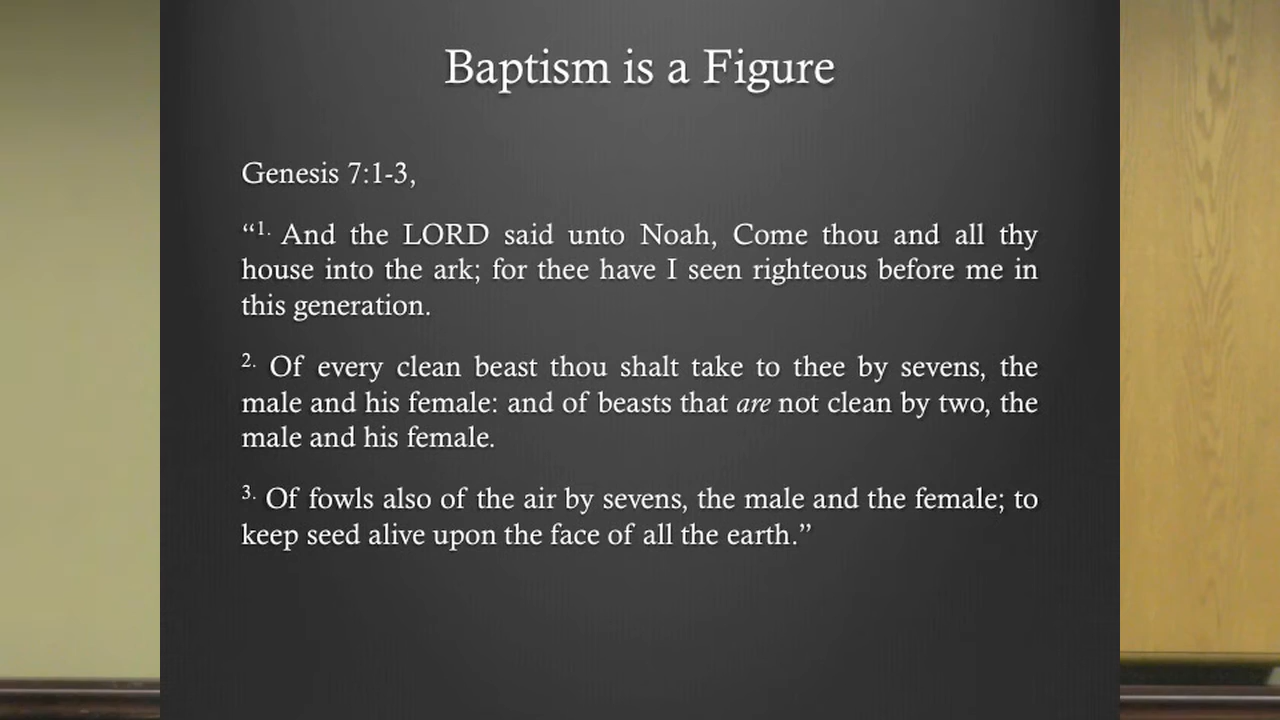 Baptism is a Figure
Genesis 7:1-3,
“1. And the LORD said unto Noah, Come thou and all thy
house into the ark; for thee have I seen righteous before me in
this generation.
2. Of every clean beast thou shalt take to thee by sevens, the
male and his female: and of beasts that are not clean by two, the
male and his female.
3. Of fowls also of the air by sevens, the male and the female; to
keep seed alive upon the face of all the earth.”